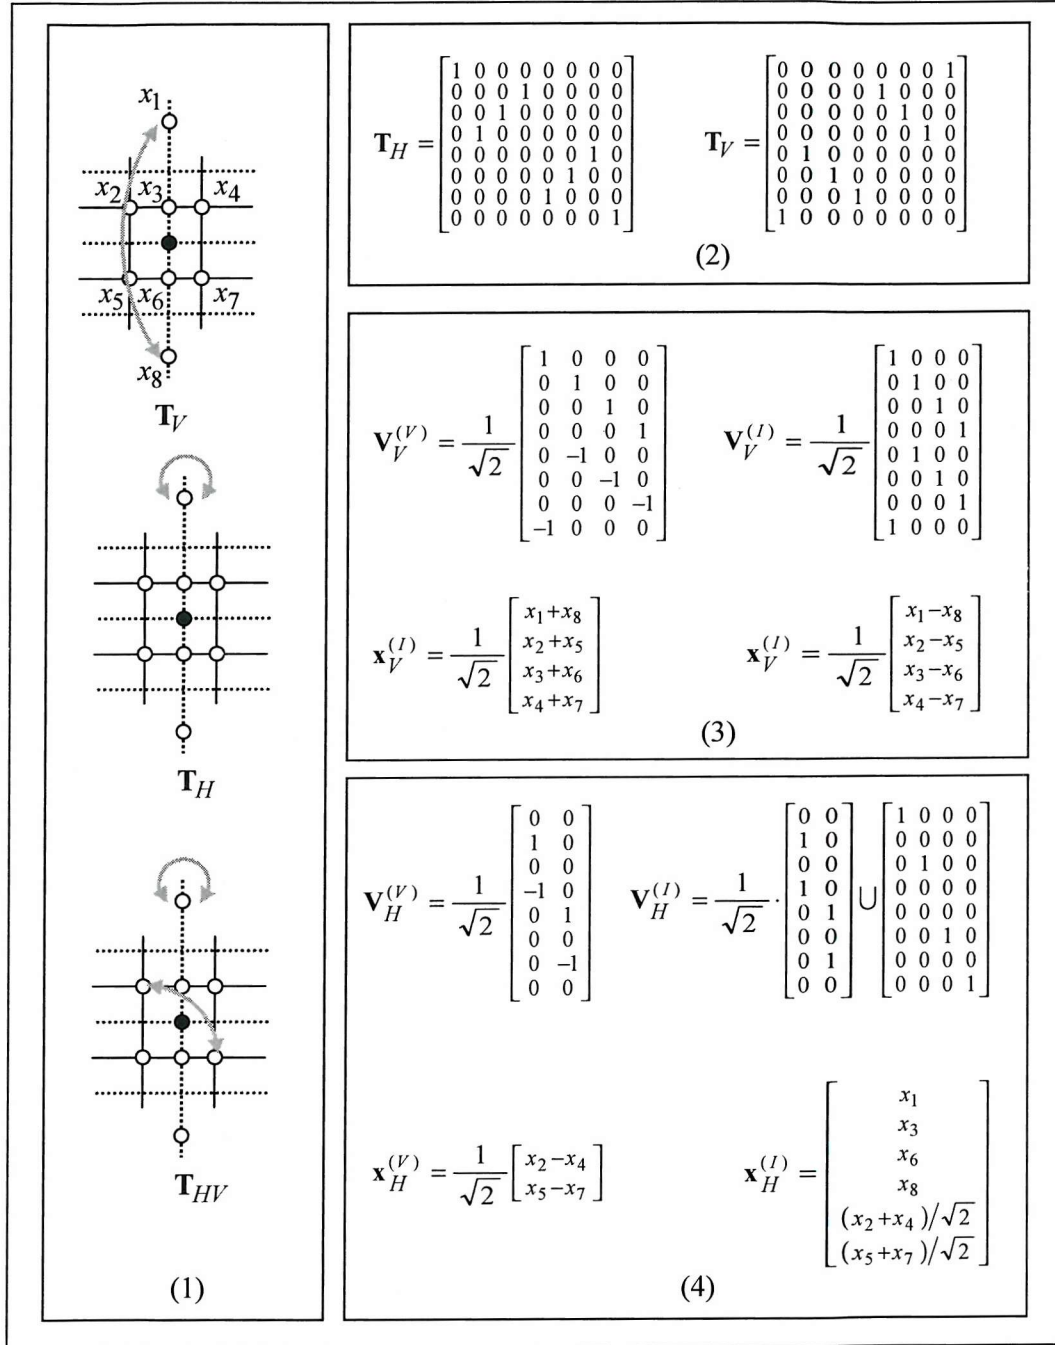 x1
x2 x3 x4
x5 x6 x7
x8
T_V
T_H
T_HV
(1)
T_H = [
1 0 0 0 0 0 0 0
0 0 0 1 0 0 0 0
0 0 1 0 0 0 0 0
0 1 0 0 0 0 0 0
0 0 0 0 0 0 1 0
0 0 0 0 0 1 0 0
0 0 0 0 1 0 0 0
0 0 0 0 0 0 0 1
]
T_V = [
0 0 0 0 0 0 0 1
0 0 0 0 1 0 0 0
0 0 0 0 0 1 0 0
0 0 0 0 0 0 1 0
0 1 0 0 0 0 0 0
0 0 1 0 0 0 0 0
0 0 0 1 0 0 0 0
1 0 0 0 0 0 0 0
]
(2)
V_V^(V) = 1/√2 [
1 0 0 0
0 1 0 0
0 0 1 0
0 0 0 1
0 −1 0 0
0 0 −1 0
0 0 0 −1
−1 0 0 0
]
V_V^(I) = 1/√2 [
1 0 0 0
0 1 0 0
0 0 1 0
0 0 0 1
0 1 0 0
0 0 1 0
0 0 0 1
1 0 0 0
]
x_V^(I) = 1/√2 [
x1+x8
x2+x5
x3+x6
x4+x7
]
x_V^(I) = 1/√2 [
x1−x8
x2−x5
x3−x6
x4−x7
]
(3)
V_H^(V) = 1/√2 [
0 0
1 0
0 0
−1 0
0 1
0 0
0 −1
0 0
]
V_H^(I) = 1/√2 · [
0 0
1 0
0 0
1 0
0 1
0 0
0 1
0 0
] ∪ [
1 0 0 0
0 0 0 0
0 1 0 0
0 0 0 0
0 0 0 0
0 0 1 0
0 0 0 0
0 0 0 1
]
x_H^(V) = 1/√2 [
x2−x4
x5−x7
]
x_H^(I) = [
x1
x3
x6
x8
(x2+x4)/√2
(x5+x7)/√2
]
(4)